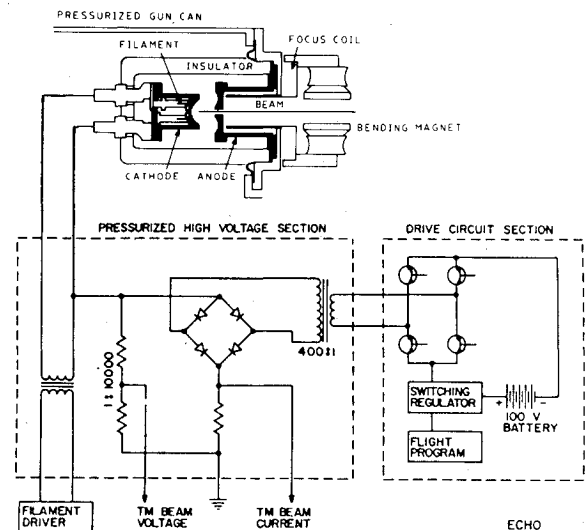 PRESSURIZED GUN CAN
FILAMENT
FOCUS COIL
INSULATOR
BEAM
BENDING MAGNET
CATHODE
ANODE
PRESSURIZED HIGH VOLTAGE SECTION
DRIVE CIRCUIT SECTION
400:1
1:10000
SWITCHING
REGULATOR
+
-
100 V
BATTERY
FLIGHT
PROGRAM
FILAMENT
DRIVER
TM BEAM
VOLTAGE
TM BEAM
CURRENT
ECHO